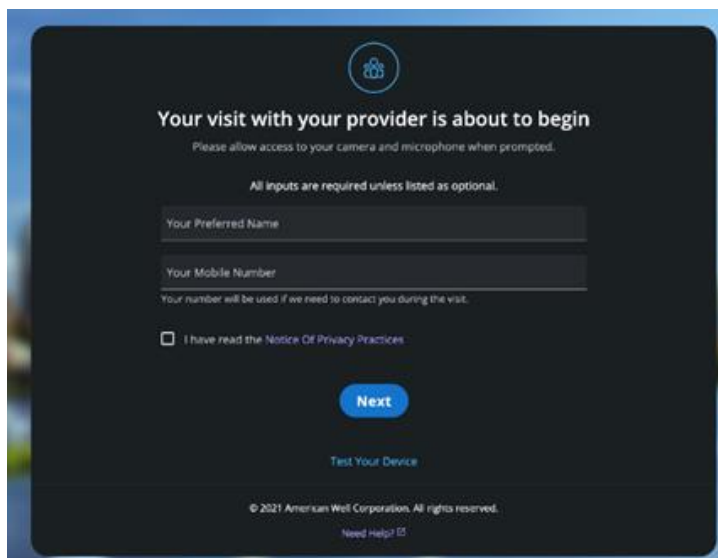 Your visit with your provider is about to begin
Please allow access to your camera and microphone when prompted.
All inputs are required unless listed as optional.
Your Preferred Name
Your Mobile Number
Your number will be used if we need to contact you during the visit.
I have read the Notice Of Privacy Practices
Next
Test Your Device
© 2021 American Well Corporation. All rights reserved.
Need Help?